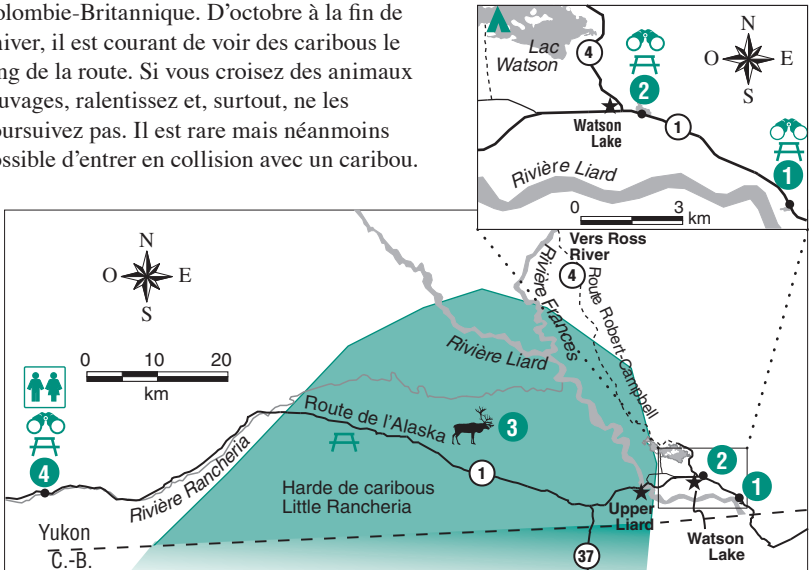 olombie-Britannique. D'octobre à la fin de
hiver, il est courant de voir des caribous le
ng de la route. Si vous croisez des animaux
uvages, ralentissez et, surtout, ne les
oursuivez pas. Il est rare mais néanmoins
ossible d'entrer en collision avec un caribou.
Lac
Watson
4
2
N
O
E
S
Watson
Lake
1
1
Rivière Liard
0
3
km
N
O
E
S
0
10
20
km
Vers Ross
River
4
Route Robert-Campbell
Rivière Frances
Rivière Liard
Route de l'Alaska
3
4
Rivière Rancheria
1
Harde de caribous
Little Rancheria
2
1
Upper
Liard
Watson
Lake
Yukon
C.-B.
37